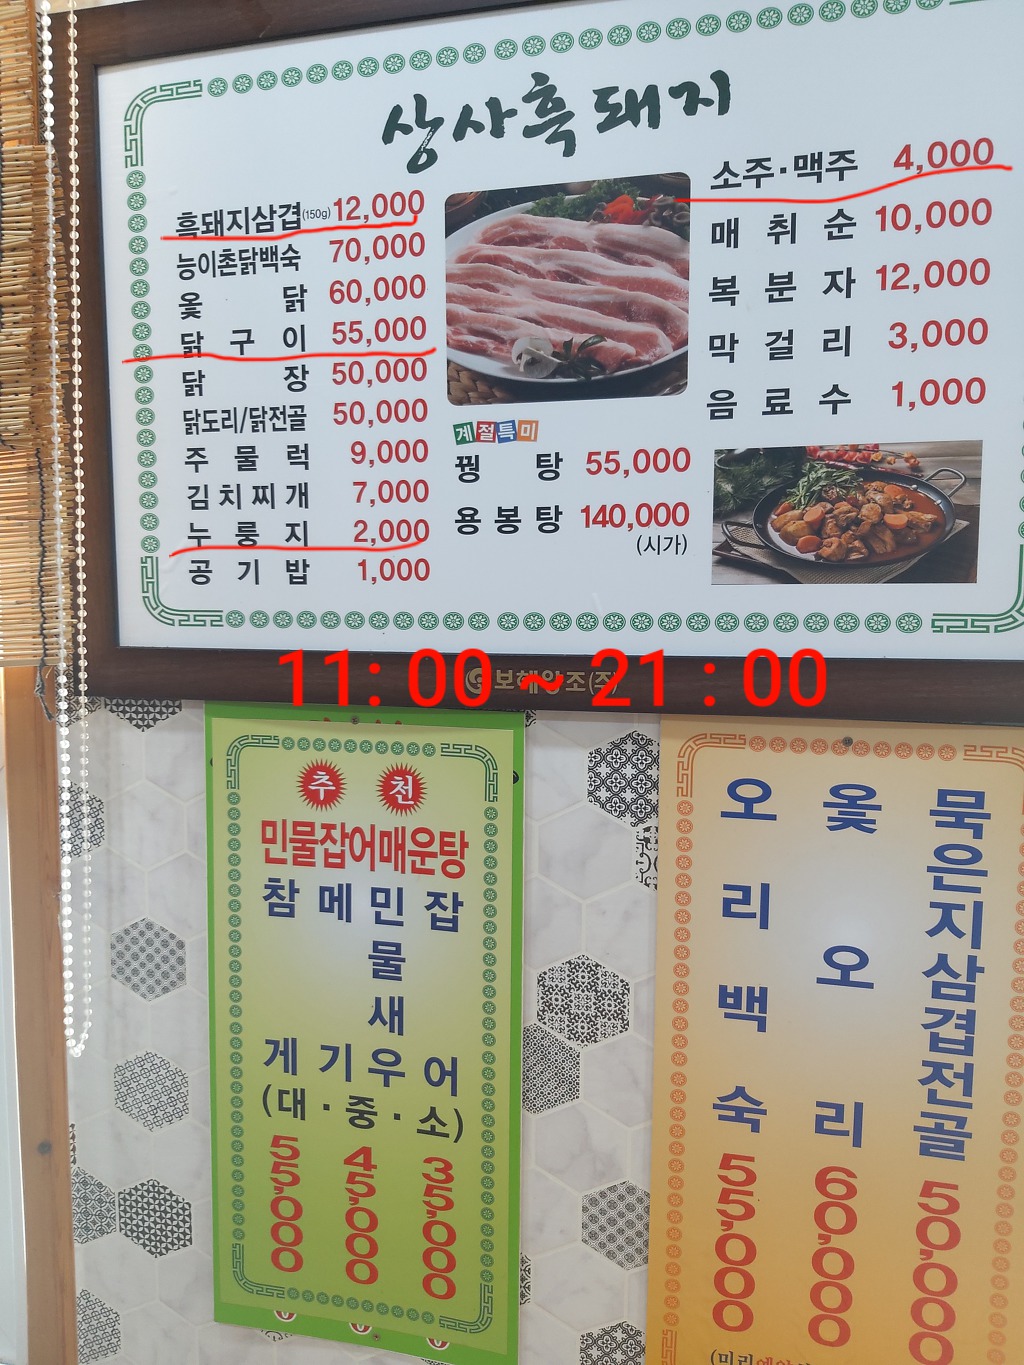 상사흑돼지
흑돼지삼겹(150g) 12,000
능이촌닭백숙 70,000
옻닭 60,000
닭구이 55,000
닭장 50,000
닭도리/닭전골 50,000
주물럭 9,000
김치찌개 7,000
누룽지 2,000
공기밥 1,000
계절특미
꿩탕 55,000
용봉탕 140,000
(시가)
소주·맥주 4,000
매취순 10,000
복분자 12,000
막걸리 3,000
음료수 1,000
보해양조(주)
11:00 ~ 21:00
추천
민물잡어매운탕
참게 메기 민물새우 잡어
(대·중·소)
55,000 45,000 35,000
오리백숙 55,000
옻오리 60,000
묵은지삼겹전골 50,000